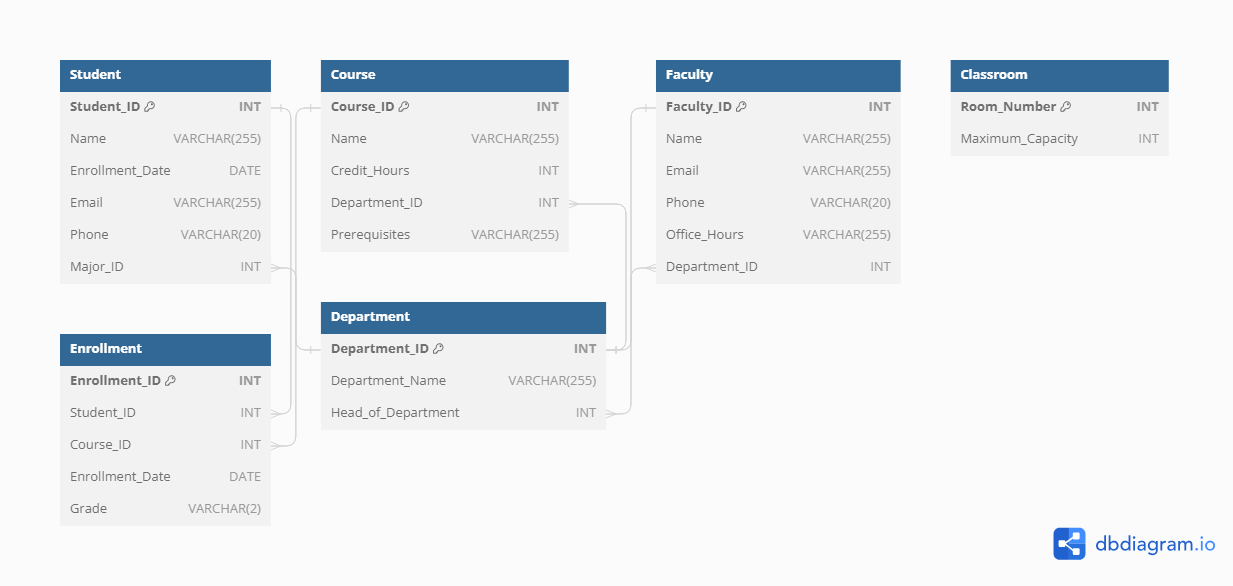 Student
Student_ID INT
Name VARCHAR(255)
Enrollment_Date DATE
Email VARCHAR(255)
Phone VARCHAR(20)
Major_ID INT
Course
Course_ID INT
Name VARCHAR(255)
Credit_Hours INT
Department_ID INT
Prerequisites VARCHAR(255)
Faculty
Faculty_ID INT
Name VARCHAR(255)
Email VARCHAR(255)
Phone VARCHAR(20)
Office_Hours VARCHAR(255)
Department_ID INT
Classroom
Room_Number INT
Maximum_Capacity INT
Enrollment
Enrollment_ID INT
Student_ID INT
Course_ID INT
Enrollment_Date DATE
Grade VARCHAR(2)
Department
Department_ID INT
Department_Name VARCHAR(255)
Head_of_Department INT
dbdiagram.io